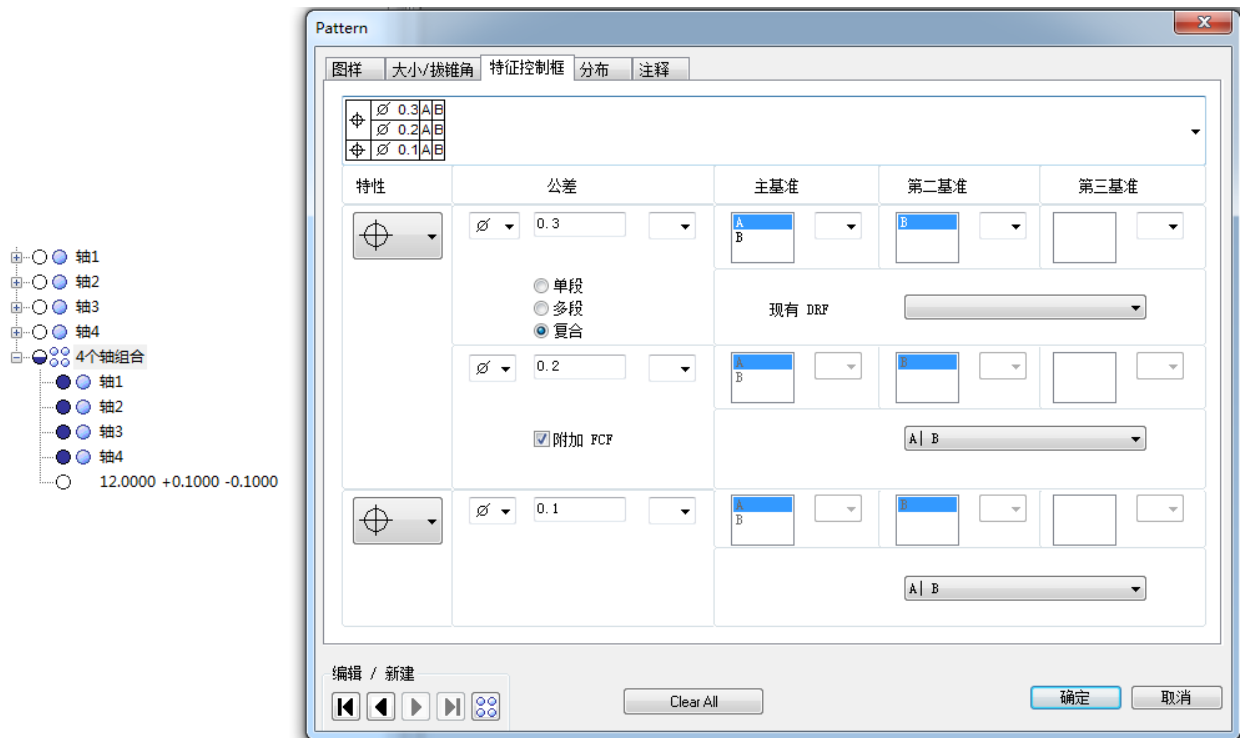 轴1
轴2
轴3
轴4
4个轴组合
轴1
轴2
轴3
轴4
12.0000 +0.1000 -0.1000
Pattern
图样 大小/拔锥角 特征控制框 分布 注释
⌖ Ø 0.3 A B
Ø 0.2 A B
⌖ Ø 0.1 A B
特性 公差 主基准 第二基准 第三基准
⌖ Ø 0.3 A B
B
单段
多段
复合
现有 DRF
Ø 0.2 A B
B
附加 FCF
A| B
⌖ Ø 0.1 A B
B
A| B
编辑 / 新建
Clear All 确定 取消